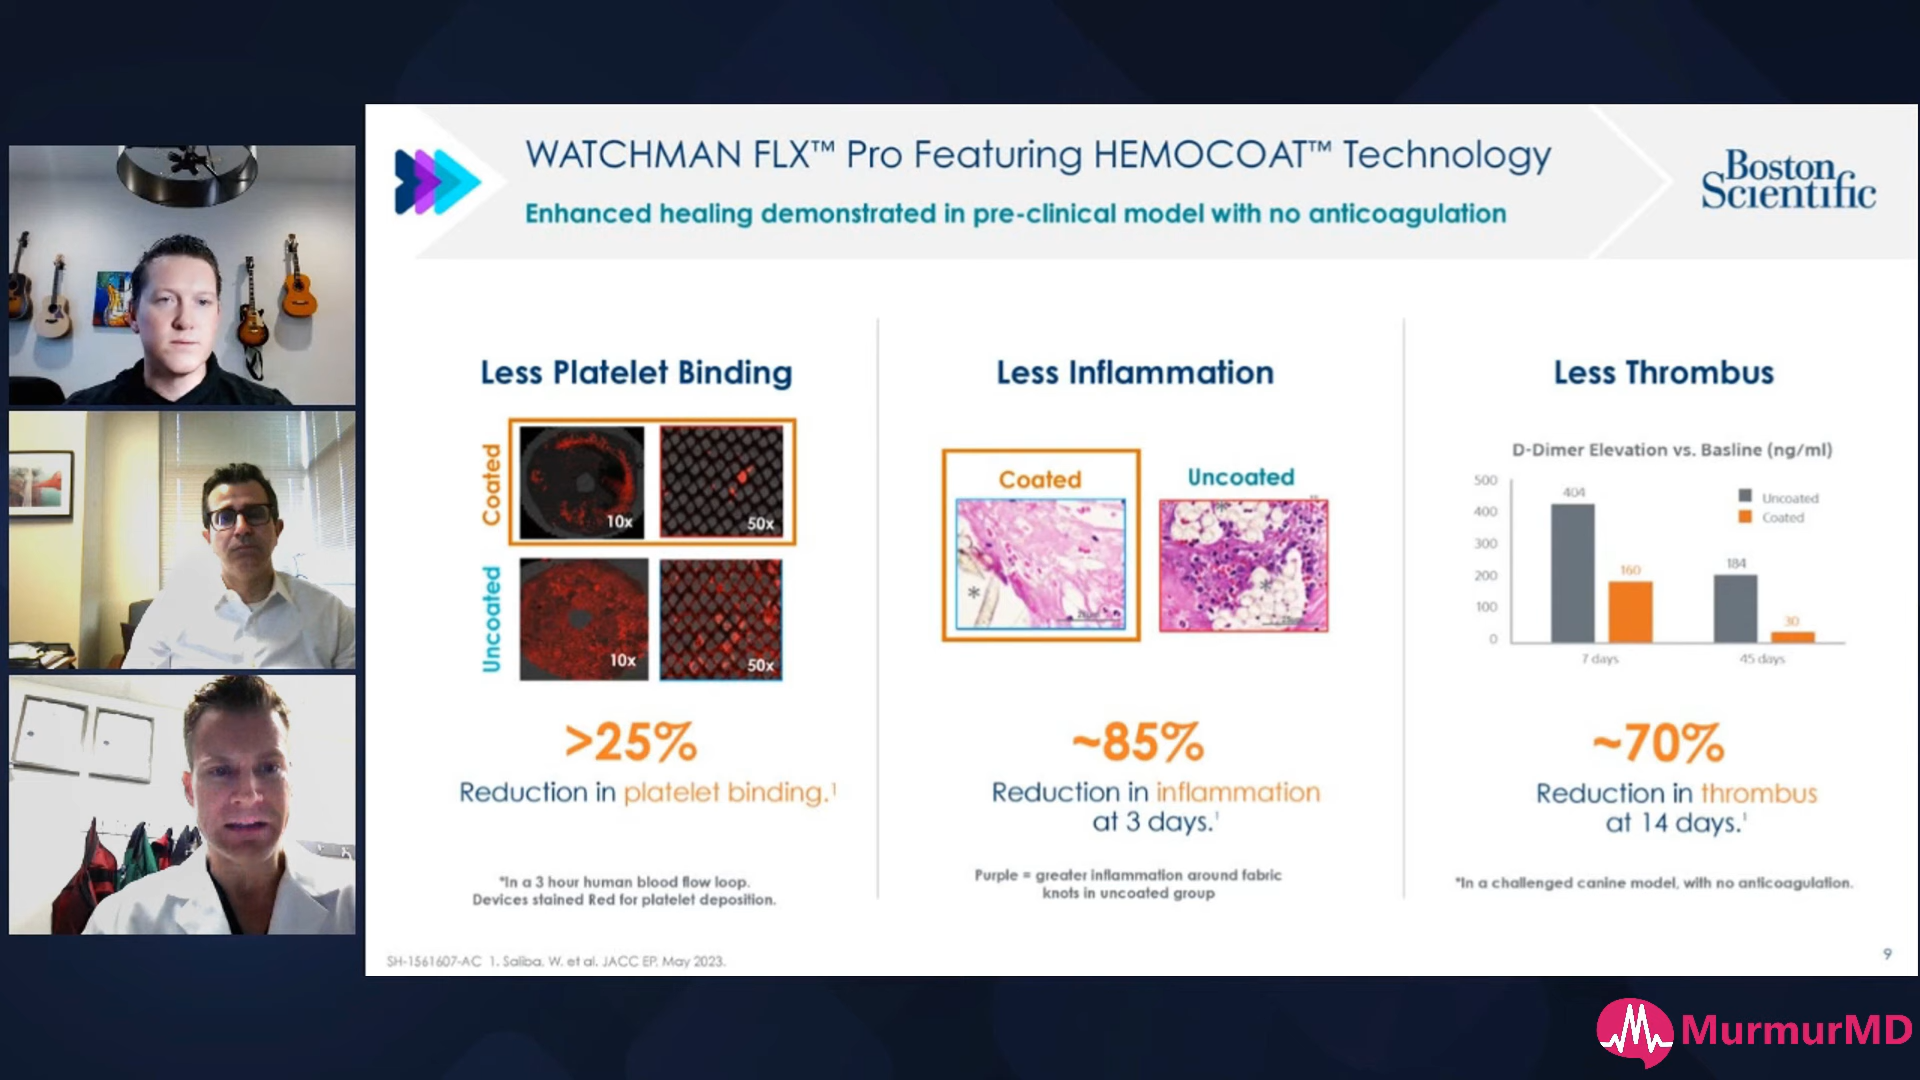 WATCHMAN FLX™ Pro Featuring HEMOCOAT™ Technology
Enhanced healing demonstrated in pre-clinical model with no anticoagulation
Boston
Scientific
Less Platelet Binding
Coated
10x
50x
Uncoated
10x
50x
>25%
Reduction in platelet binding.¹
*In a 3 hour human blood flow loop.
Devices stained Red for platelet deposition.
Less Inflammation
Coated
Uncoated
*
*
*
~85%
Reduction in inflammation
at 3 days.¹
Purple = greater inflammation around fabric
knots in uncoated group
Less Thrombus
D-Dimer Elevation vs. Basline (ng/ml)
500
400
300
200
100
0
404
160
184
30
Uncoated
Coated
7 days
45 days
~70%
Reduction in thrombus
at 14 days.¹
*In a challenged canine model, with no anticoagulation.
SH-1561607-AC 1. Saliba, W. et al. JACC EP, May 2023.
9
MurmurMD